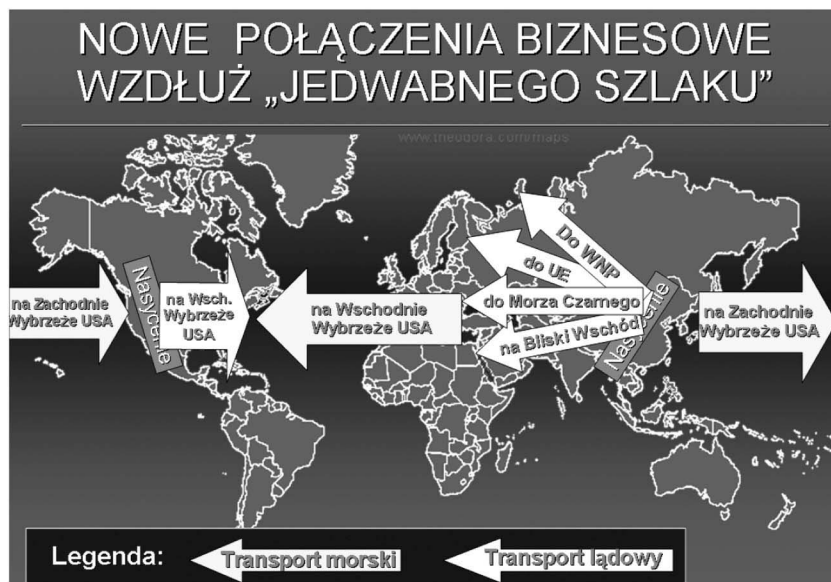 NOWE POŁĄCZENIA BIZNESOWE
WZDŁUŻ „JEDWABNEGO SZLAKU”
www.theodora.com/maps
Do WNP
do UE
na Zachodnie
Wybrzeże USA
Nasycenie
na Wsch.
Wybrzeże
USA
na Wschodnie
Wybrzeże USA
do Morza Czarnego
na Bliski Wschód
Nasycenie
na Zachodnie
Wybrzeże USA
Legenda:
Transport morski
Transport lądowy